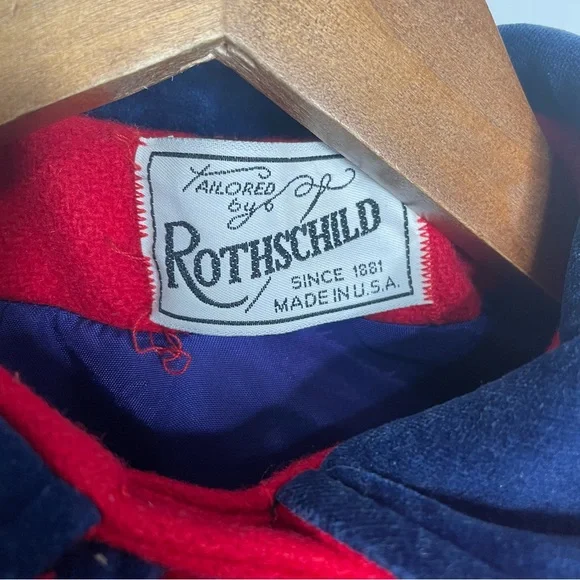 TAILORED
by
ROTHSCHILD
SINCE 1881
MADE IN U.S.A.